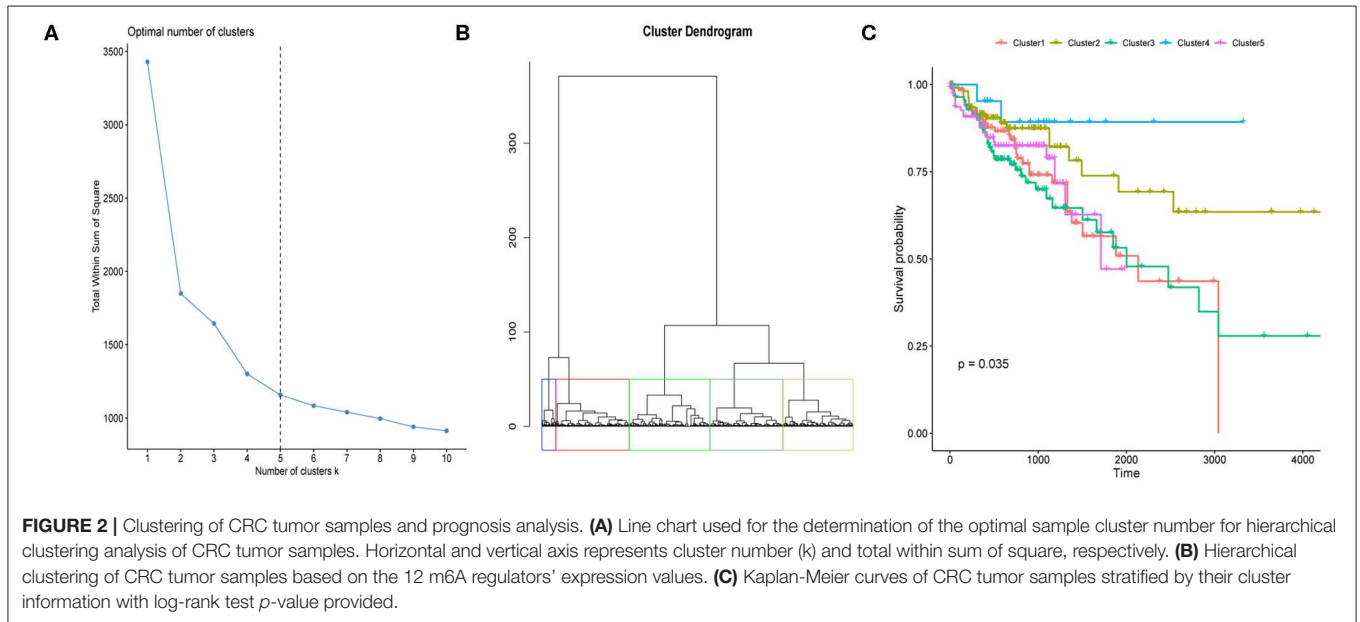 A
Optimal number of clusters
3500
3000
2500
2000
1500
1000
Total Within Sum of Square
1 2 3 4 5 6 7 8 9 10
Number of clusters k
B
Cluster Dendrogram
300
200
100
0
C
Cluster1 Cluster2 Cluster3 Cluster4 Cluster5
1.00
0.75
0.50
0.25
0.00
Survival probability
p = 0.035
0 1000 2000 3000 4000
Time
FIGURE 2 | Clustering of CRC tumor samples and prognosis analysis. (A) Line chart used for the determination of the optimal sample cluster number for hierarchical
clustering analysis of CRC tumor samples. Horizontal and vertical axis represents cluster number (k) and total within sum of square, respectively. (B) Hierarchical
clustering of CRC tumor samples based on the 12 m6A regulators' expression values. (C) Kaplan-Meier curves of CRC tumor samples stratified by their cluster
information with log-rank test p-value provided.